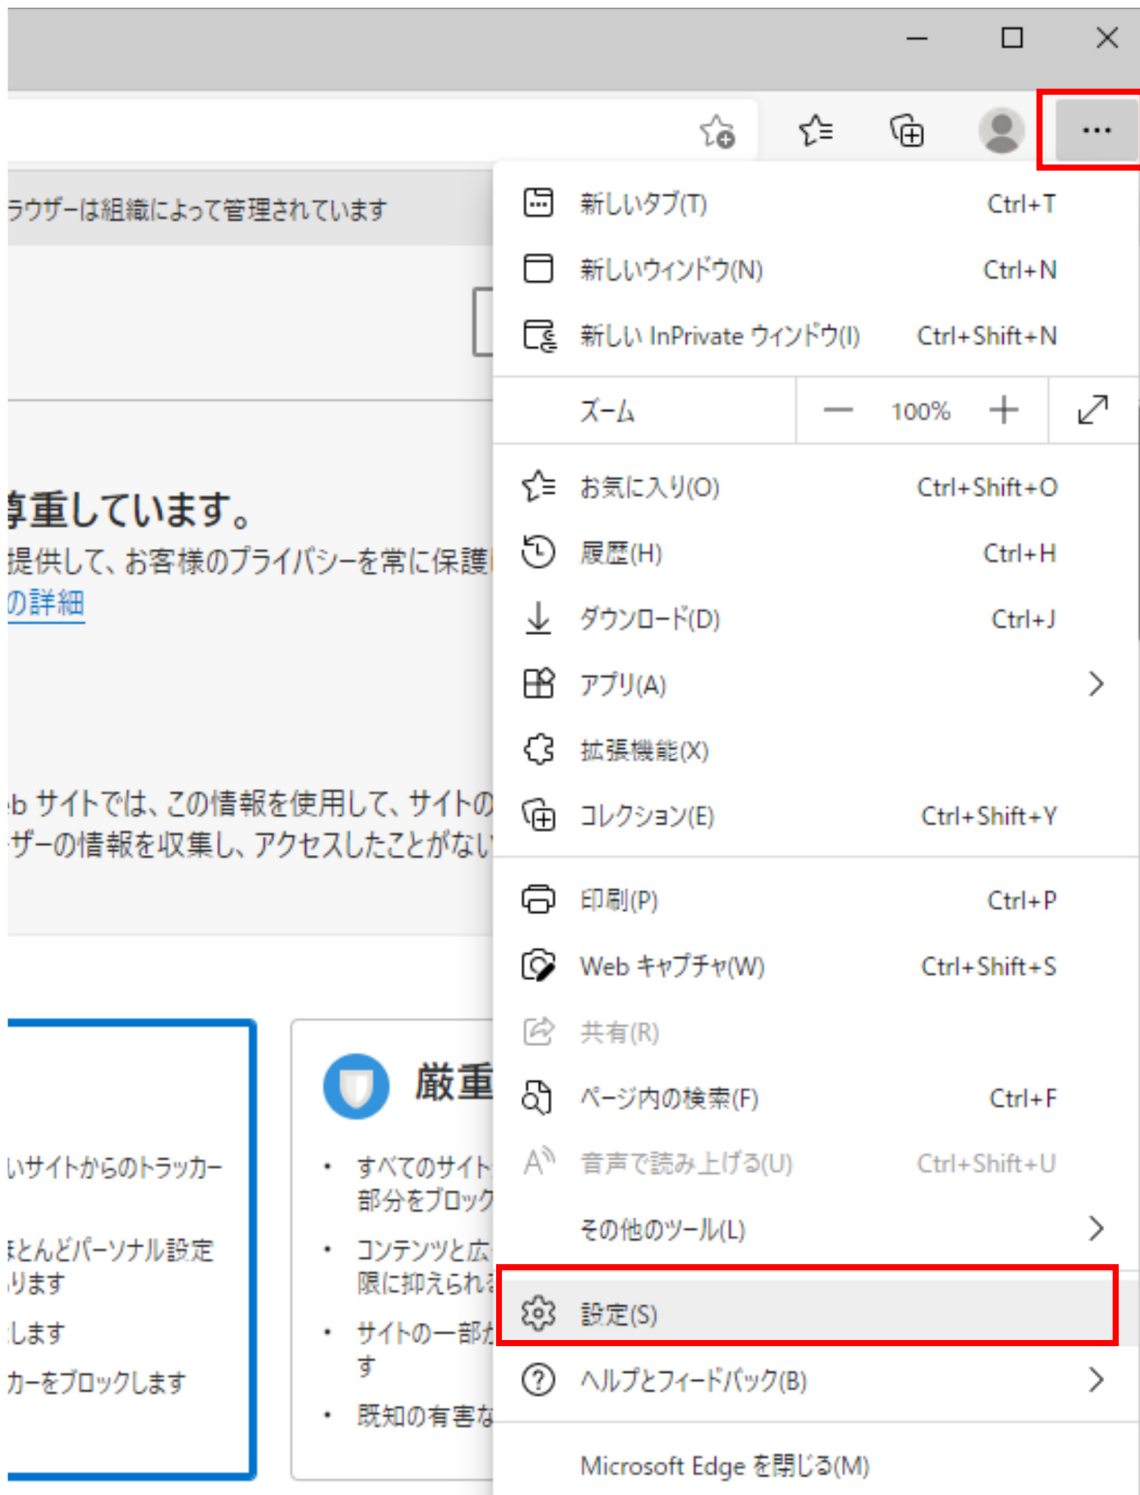 ラウザーは組織によって管理されています
尊重しています。
提供して、お客様のプライバシーを常に保護
の詳細
eb サイトでは、この情報を使用して、サイトの
ーザーの情報を収集し、アクセスしたことがない
いサイトからのトラッカー
ほとんどパーソナル設定
ります
します
カーをブロックします
厳重
• すべてのサイト
部分をブロック
• コンテンツと広
限に抑えられ
• サイトの一部が
す
• 既知の有害な
新しいタブ(T) Ctrl+T
新しいウィンドウ(N) Ctrl+N
新しい InPrivate ウィンドウ(I) Ctrl+Shift+N
ズーム 100%
お気に入り(O) Ctrl+Shift+O
履歴(H) Ctrl+H
ダウンロード(D) Ctrl+J
アプリ(A)
拡張機能(X)
コレクション(E) Ctrl+Shift+Y
印刷(P) Ctrl+P
Web キャプチャ(W) Ctrl+Shift+S
共有(R)
ページ内の検索(F) Ctrl+F
音声で読み上げる(U) Ctrl+Shift+U
その他のツール(L)
設定(S)
ヘルプとフィードバック(B)
Microsoft Edge を閉じる(M)